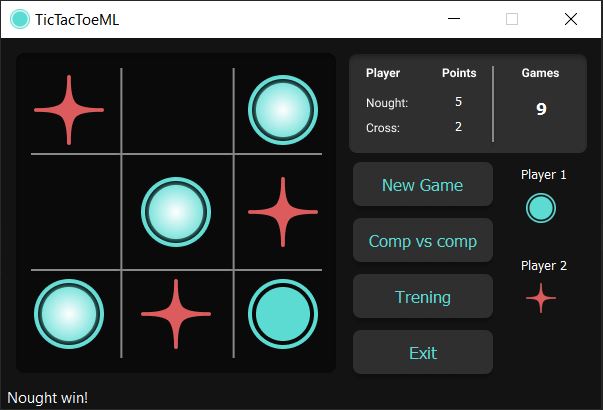 TicTacToeML
Player Points Games
Nought: 5
9
Cross: 2
New Game
Player 1
Comp vs comp
Player 2
Trening
Exit
Nought win!